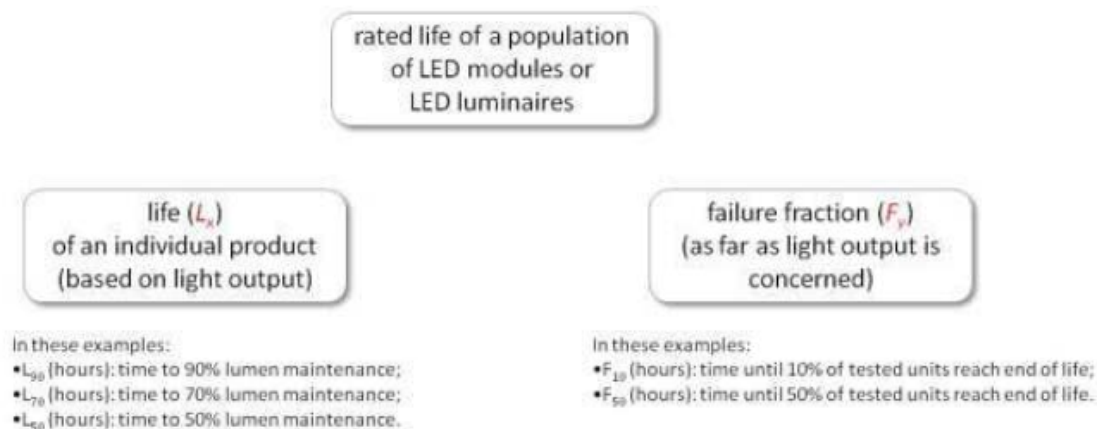 rated life of a population
of LED modules or
LED luminaires
life (Lₓ)
of an individual product
(based on light output)
failure fraction (Fᵧ)
(as far as light output is
concerned)
In these examples:
•L₉₀ (hours): time to 90% lumen maintenance;
•L₇₀ (hours): time to 70% lumen maintenance;
•L₅₀ (hours): time to 50% lumen maintenance.
In these examples:
•F₁₀ (hours): time until 10% of tested units reach end of life;
•F₅₀ (hours): time until 50% of tested units reach end of life.